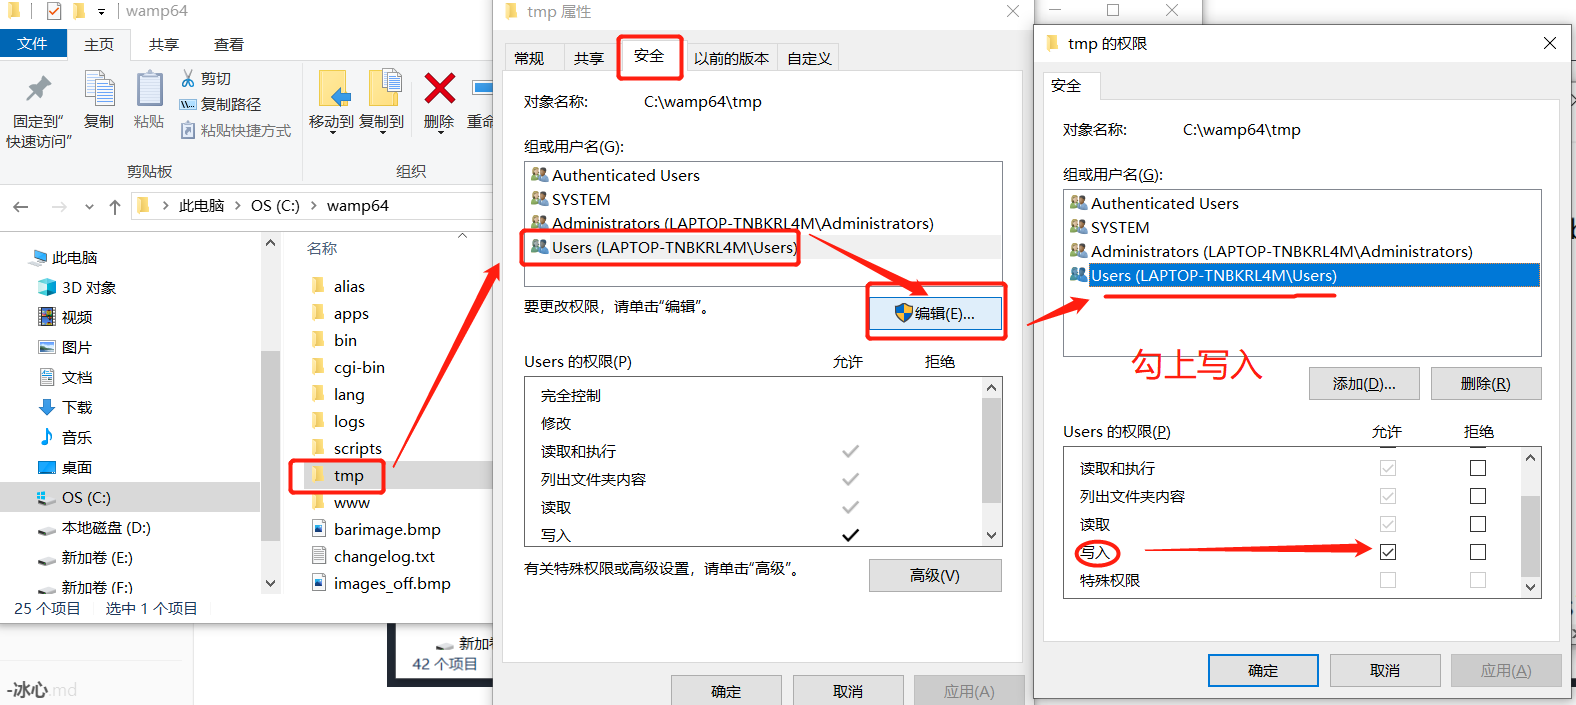 wamp64
文件 主页 共享 查看
固定到“快速访问”
复制
粘贴
剪切
复制路径
粘贴快捷方式
移动到 复制到 删除 重命
剪贴板 组织
此电脑 OS (C:) wamp64
此电脑
3D 对象
视频
图片
文档
下载
音乐
桌面
OS (C:)
本地磁盘 (D:)
新加卷 (E:)
新加卷 (F:)
名称
alias
apps
bin
cgi-bin
lang
logs
scripts
tmp
www
barimage.bmp
changelog.txt
images_off.bmp
25 个项目 选中 1 个项目
新加卷
42 个项目
-冰心.md
tmp 属性
常规 共享 安全 以前的版本 自定义
对象名称: C:\wamp64\tmp
组或用户名(G):
Authenticated Users
SYSTEM
Administrators (LAPTOP-TNBKRL4M\Administrators)
Users (LAPTOP-TNBKRL4M\Users)
要更改权限，请单击“编辑”。
编辑(E)...
Users 的权限(P) 允许 拒绝
完全控制
修改
读取和执行
列出文件夹内容
读取
写入
有关特殊权限或高级设置，请单击“高级”。
高级(V)
确定 取消 应用(A)
tmp 的权限
安全
对象名称: C:\wamp64\tmp
组或用户名(G):
Authenticated Users
SYSTEM
Administrators (LAPTOP-TNBKRL4M\Administrators)
Users (LAPTOP-TNBKRL4M\Users)
勾上写入
添加(D)... 删除(R)
Users 的权限(P) 允许 拒绝
读取和执行
列出文件夹内容
读取
写入
特殊权限
确定 取消 应用(A)